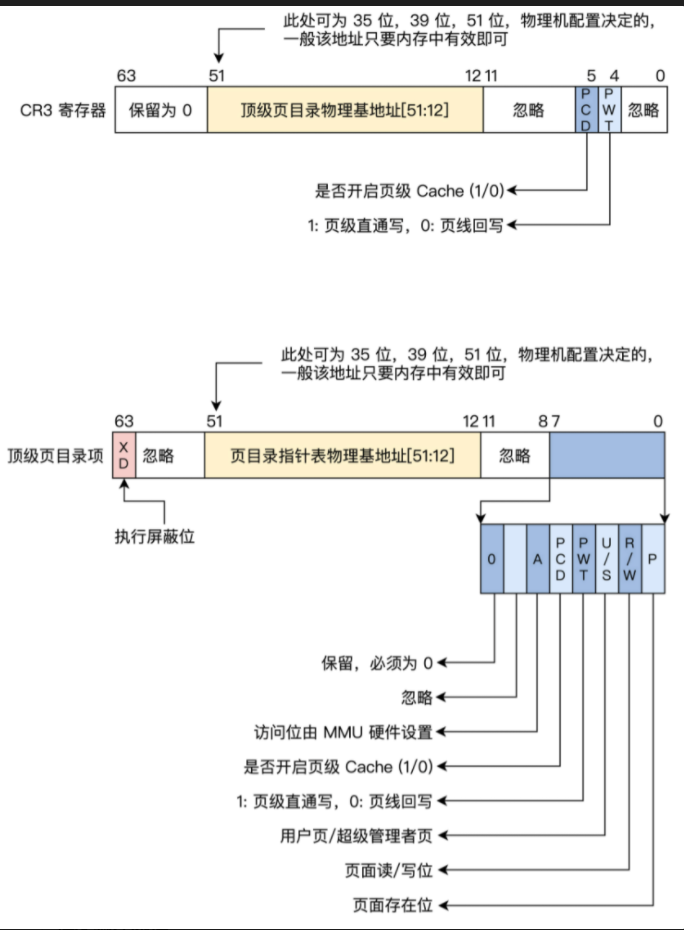 此处可为 35 位，39 位，51 位，物理机配置决定的，
一般该地址只要内存中有效即可
63 51 12 11 5 4 0
CR3 寄存器 保留为 0 顶级页目录物理基地址[51:12] 忽略 PCD PWT 忽略
是否开启页级 Cache (1/0)
1: 页级直通写，0: 页线回写
此处可为 35 位，39 位，51 位，物理机配置决定的，
一般该地址只要内存中有效即可
63 51 12 11 8 7 0
顶级页目录项 XD 忽略 页目录指针表物理基地址[51:12] 忽略
执行屏蔽位
0 A PCD PWT U/S R/W P
保留，必须为 0
忽略
访问位由 MMU 硬件设置
是否开启页级 Cache (1/0)
1: 页级直通写，0: 页线回写
用户页/超级管理者页
页面读/写位
页面存在位